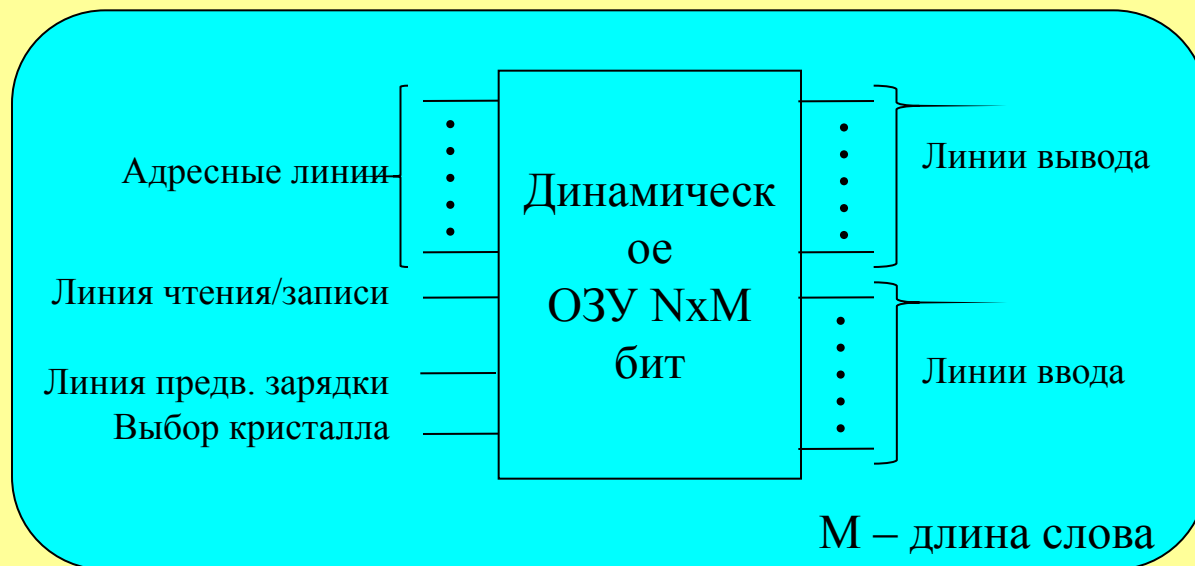 Адресные линии
Линия чтения/записи
Линия предв. зарядки
Выбор кристалла
Динамическ
ое
ОЗУ NxM
бит
Линии вывода
Линии ввода
M – длина слова